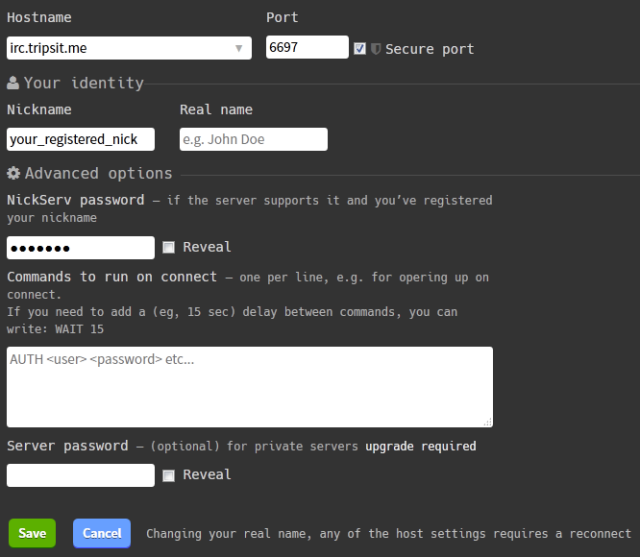 Hostname Port
irc.tripsit.me 6697 Secure port
Your identity
Nickname Real name
your_registered_nick e.g. John Doe
Advanced options
NickServ password – if the server supports it and you’ve registered
your nickname
●●●●●●● Reveal
Commands to run on connect – one per line, e.g. for opering up on
connect.
If you need to add a (eg, 15 sec) delay between commands, you can
write: WAIT 15
AUTH <user> <password> etc...
Server password – (optional) for private servers upgrade required
Reveal
Save Cancel Changing your real name, any of the host settings requires a reconnect